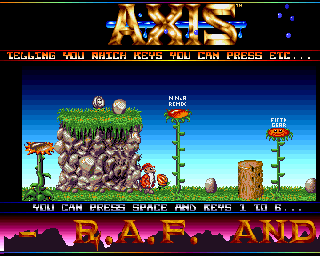 AXIS™
TELLING YOU WHICH KEYS YOU CAN PRESS ETC...
NINJA
REMIX
FIFTH
GEAR
YOU CAN PRESS SPACE AND KEYS 1 TO 6...
- B.A.F. AND